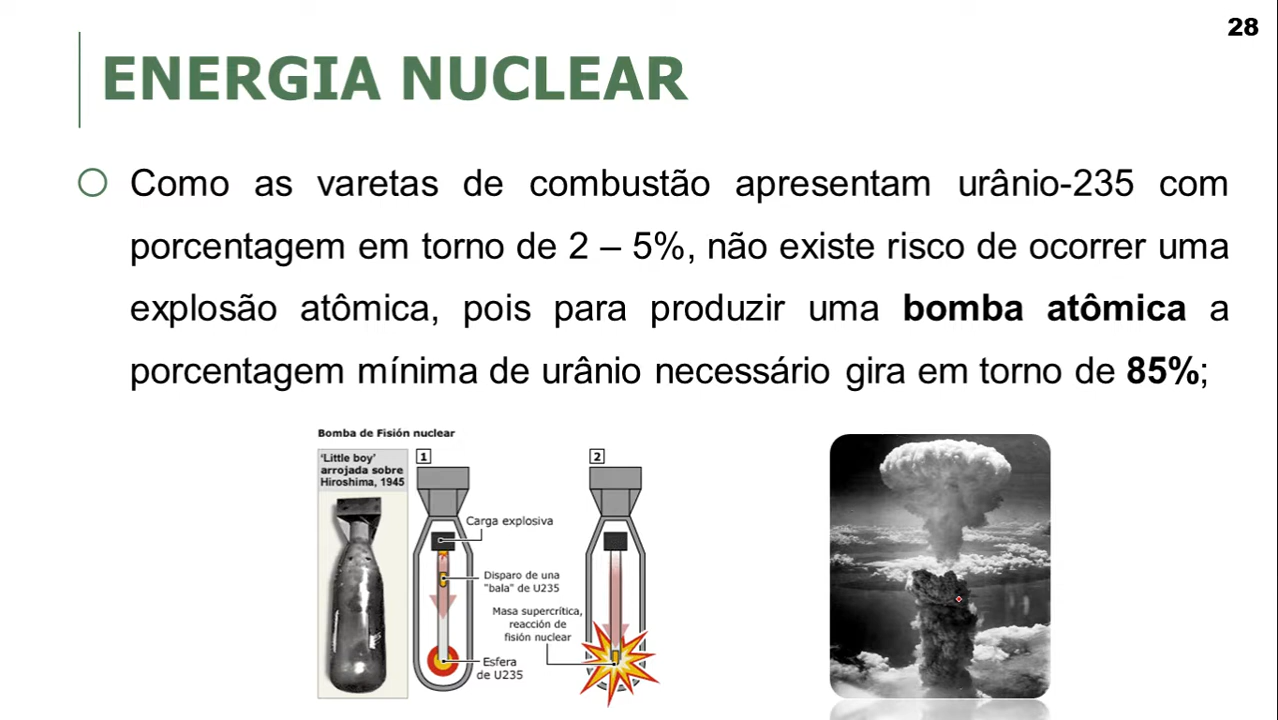 28
ENERGIA NUCLEAR
Como as varetas de combustão apresentam urânio-235 com
porcentagem em torno de 2 – 5%, não existe risco de ocorrer uma
explosão atômica, pois para produzir uma bomba atômica a
porcentagem mínima de urânio necessário gira em torno de 85%;
Bomba de Fisión nuclear
'Little boy'
arrojada sobre
Hiroshima, 1945
1
2
Carga explosiva
Disparo de una
"bala" de U235
Masa supercrítica,
reacción de
fisión nuclear
Esfera
de U235